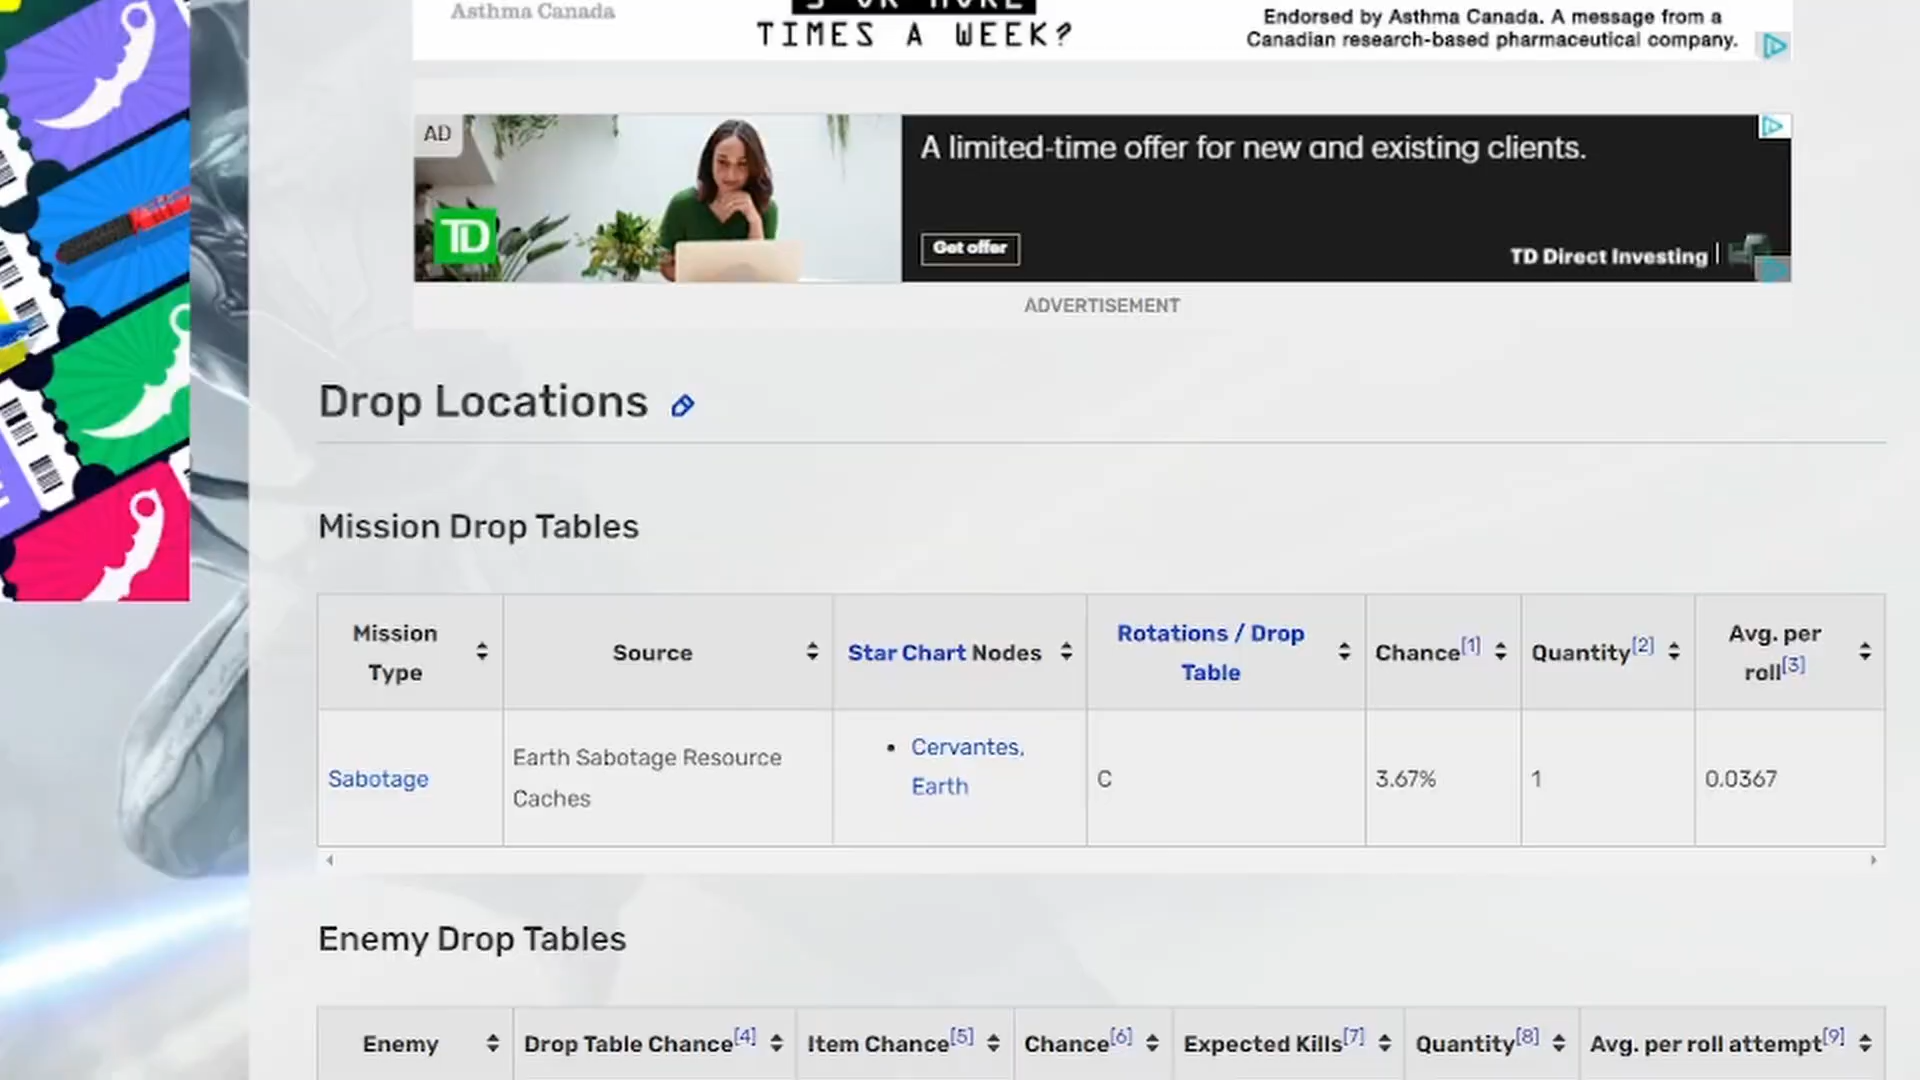 Asthma Canada
TIMES A WEEK?
Endorsed by Asthma Canada. A message from a
Canadian research-based pharmaceutical company.
AD
TD
A limited-time offer for new and existing clients.
Get offer
TD Direct Investing
ADVERTISEMENT
Drop Locations
Mission Drop Tables
Mission
Type
Source
Star Chart Nodes
Rotations / Drop
Table
Chance[1]
Quantity[2]
Avg. per
roll[3]
Sabotage
Earth Sabotage Resource
Caches
Cervantes,
Earth
C
3.67%
1
0.0367
Enemy Drop Tables
Enemy
Drop Table Chance[4]
Item Chance[5]
Chance[6]
Expected Kills[7]
Quantity[8]
Avg. per roll attempt[9]